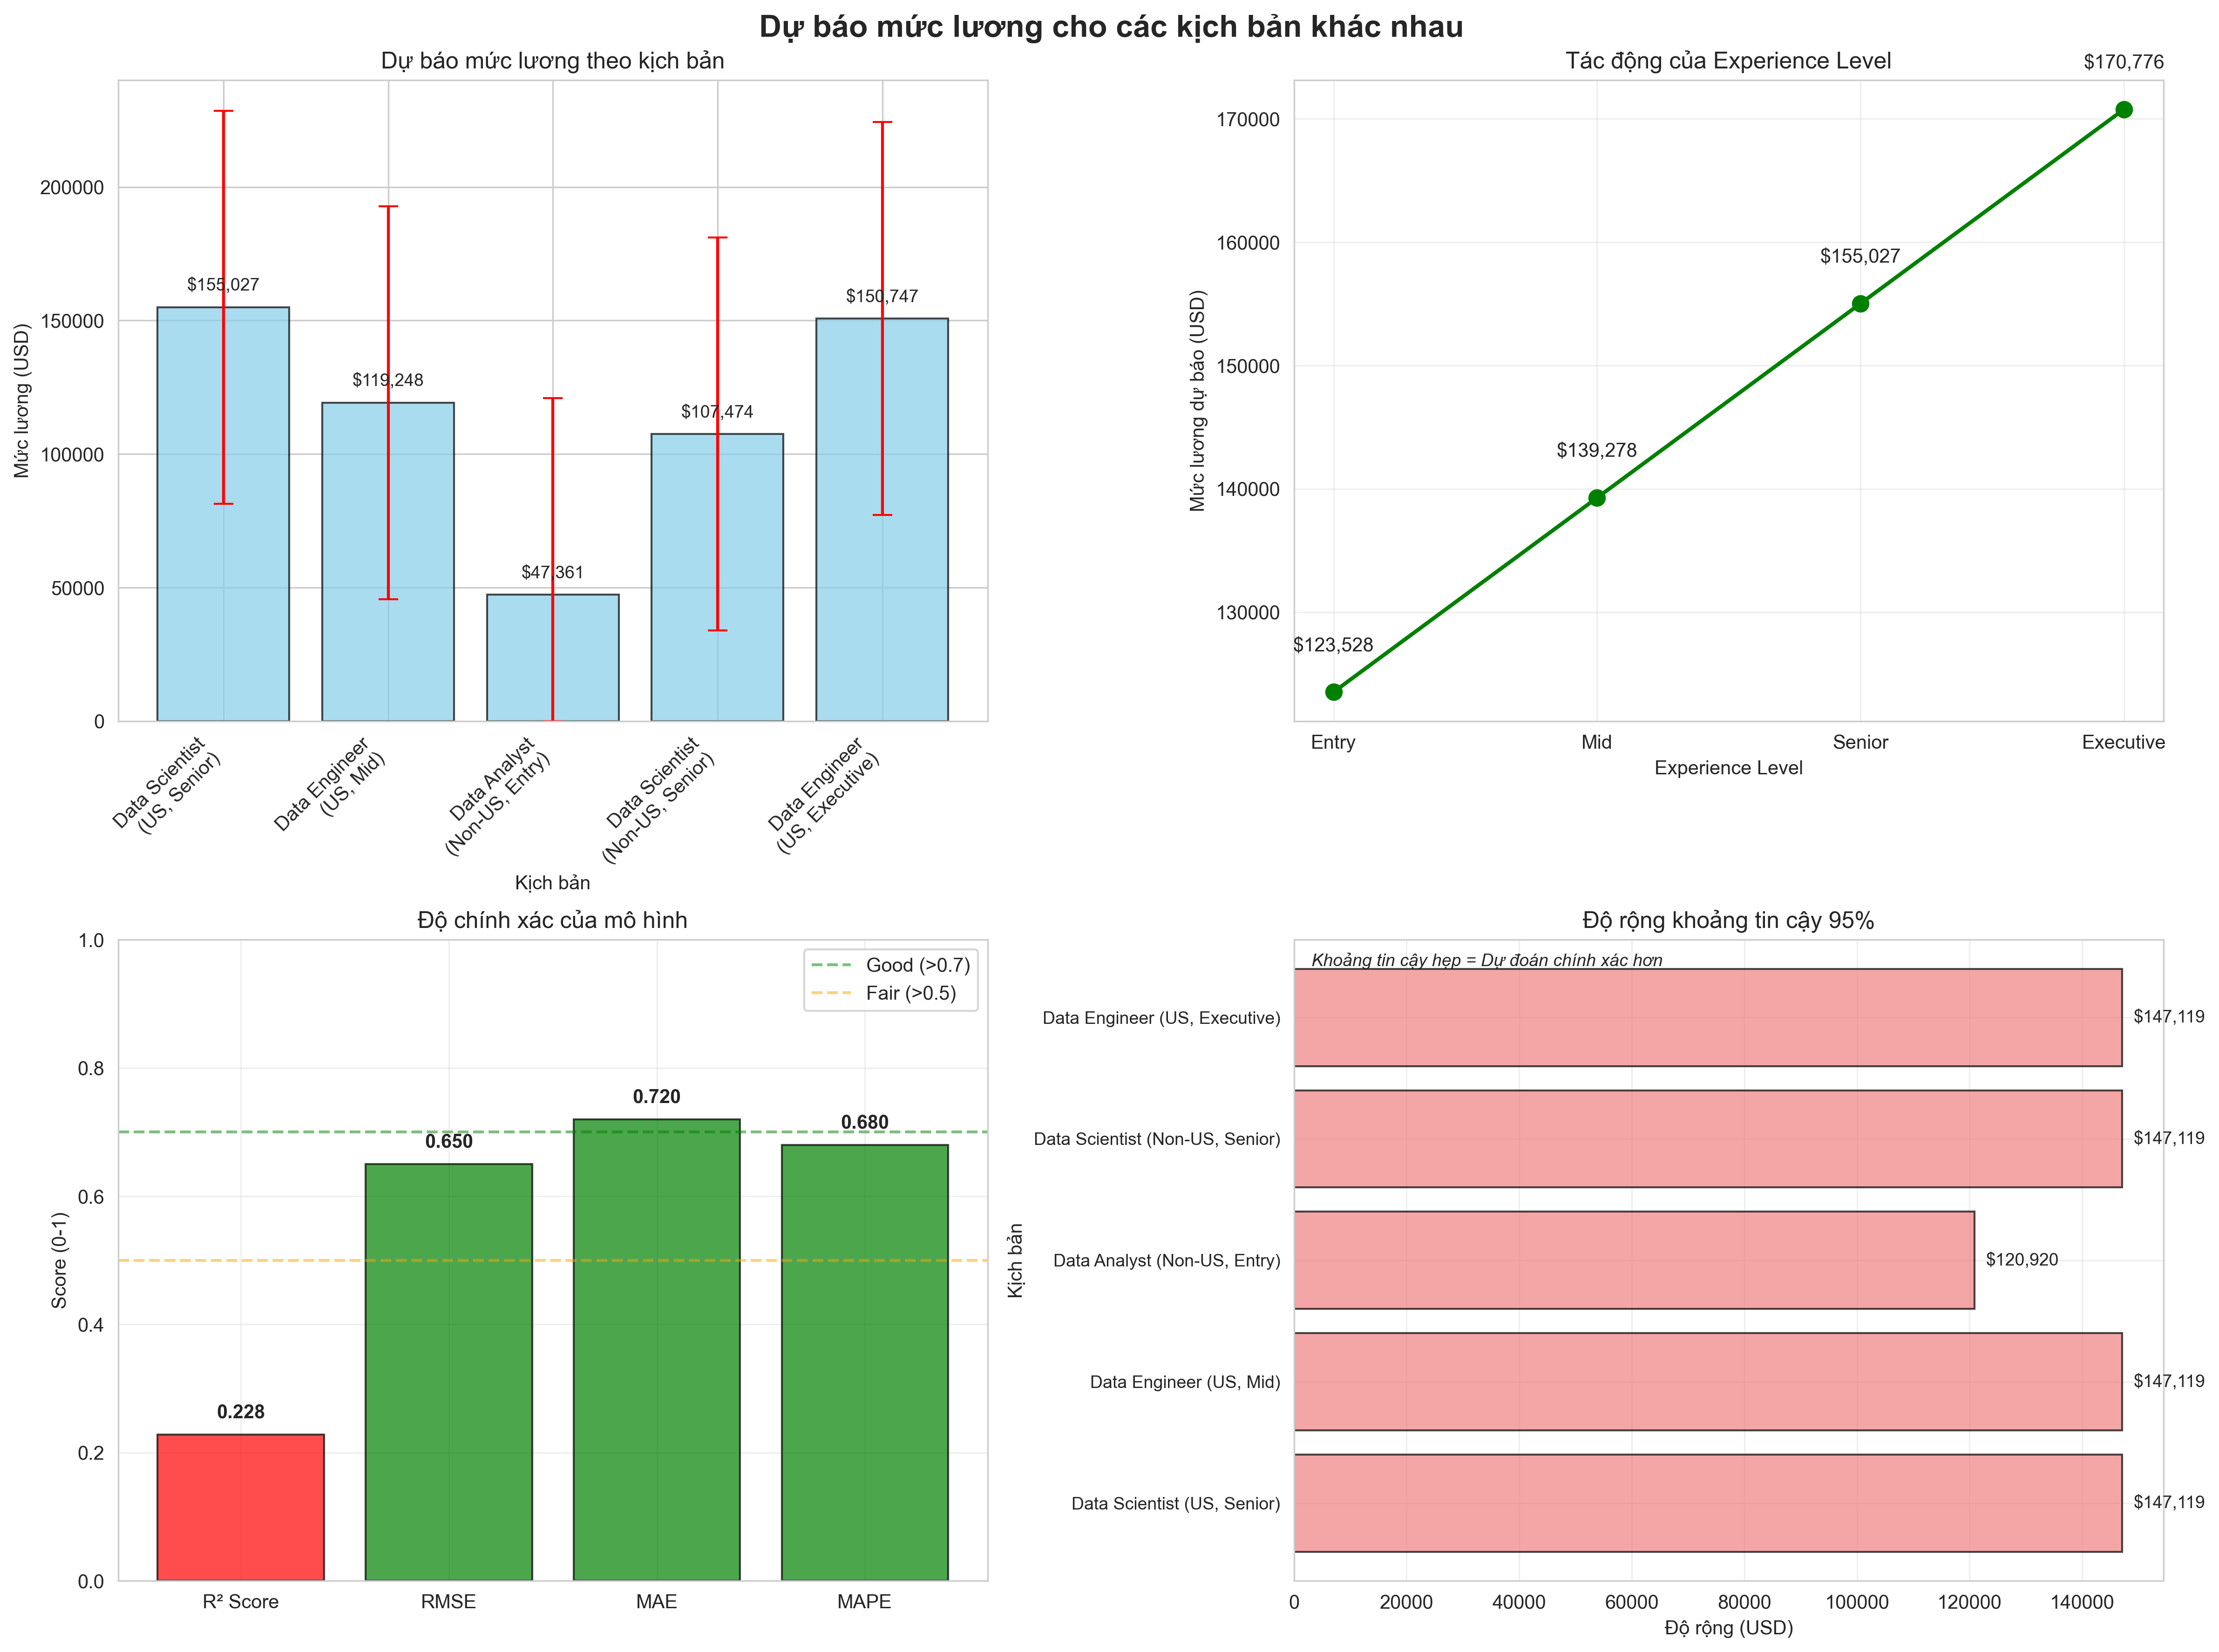 Dự báo mức lương cho các kịch bản khác nhau
Dự báo mức lương theo kịch bản
Mức lương (USD)
200000
150000
100000
50000
0
$155,027
$119,248
$47,361
$107,474
$150,747
Data Scientist
(US, Senior)
Data Engineer
(US, Mid)
Data Analyst
(Non-US, Entry)
Data Scientist
(Non-US, Senior)
Data Engineer
(US, Executive)
Kịch bản
Tác động của Experience Level
Mức lương dự báo (USD)
170000
160000
150000
140000
130000
$123,528
$139,278
$155,027
$170,776
Entry
Mid
Senior
Executive
Experience Level
Độ chính xác của mô hình
Score (0-1)
1.0
0.8
0.6
0.4
0.2
0.0
Good (>0.7)
Fair (>0.5)
0.228
0.650
0.720
0.680
R² Score
RMSE
MAE
MAPE
Độ rộng khoảng tin cậy 95%
Khoảng tin cậy hẹp = Dự đoán chính xác hơn
Kịch bản
Data Engineer (US, Executive)
$147,119
Data Scientist (Non-US, Senior)
$147,119
Data Analyst (Non-US, Entry)
$120,920
Data Engineer (US, Mid)
$147,119
Data Scientist (US, Senior)
$147,119
0
20000
40000
60000
80000
100000
120000
140000
Độ rộng (USD)